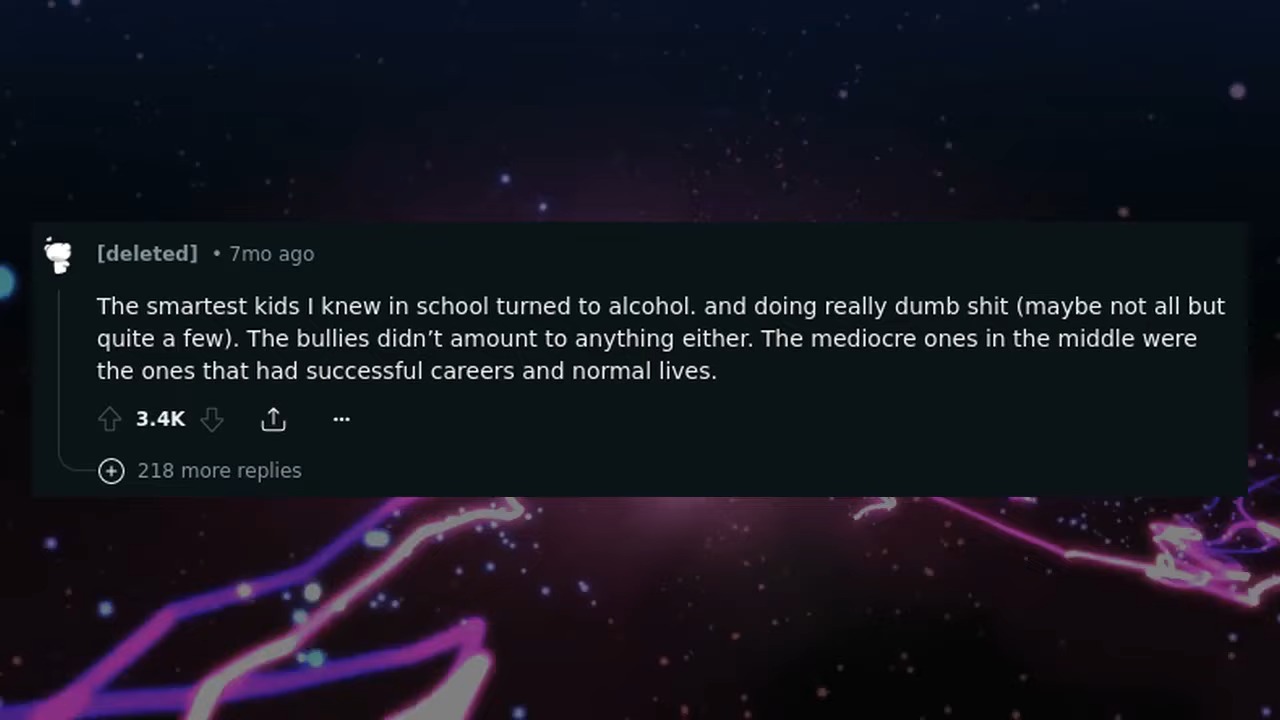 [deleted] • 7mo ago
The smartest kids I knew in school turned to alcohol. and doing really dumb shit (maybe not all but
quite a few). The bullies didn’t amount to anything either. The mediocre ones in the middle were
the ones that had successful careers and normal lives.
3.4K
218 more replies